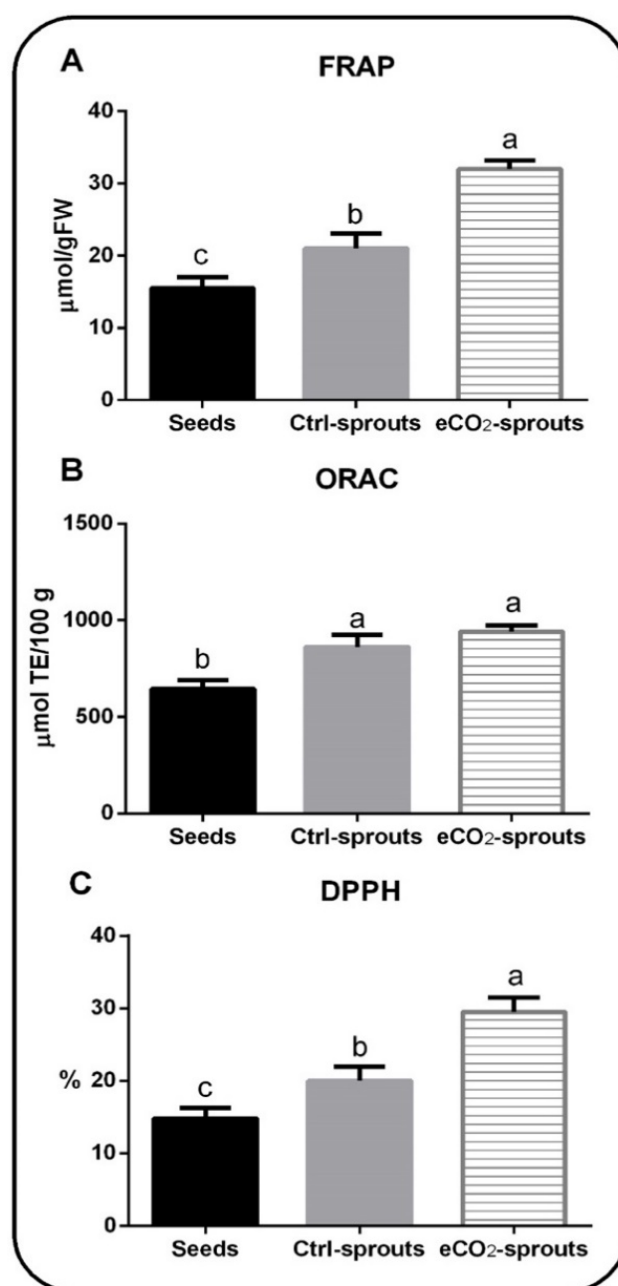 A
FRAP
40
30
20
10
0
μmol/gFW
c
b
a
Seeds Ctrl-sprouts eCO₂-sprouts
B
ORAC
1500
1000
500
0
μmol TE/100 g
b
a
a
Seeds Ctrl-sprouts eCO₂-sprouts
C
DPPH
40
30
20
10
0
%
c
b
a
Seeds Ctrl-sprouts eCO₂-sprouts